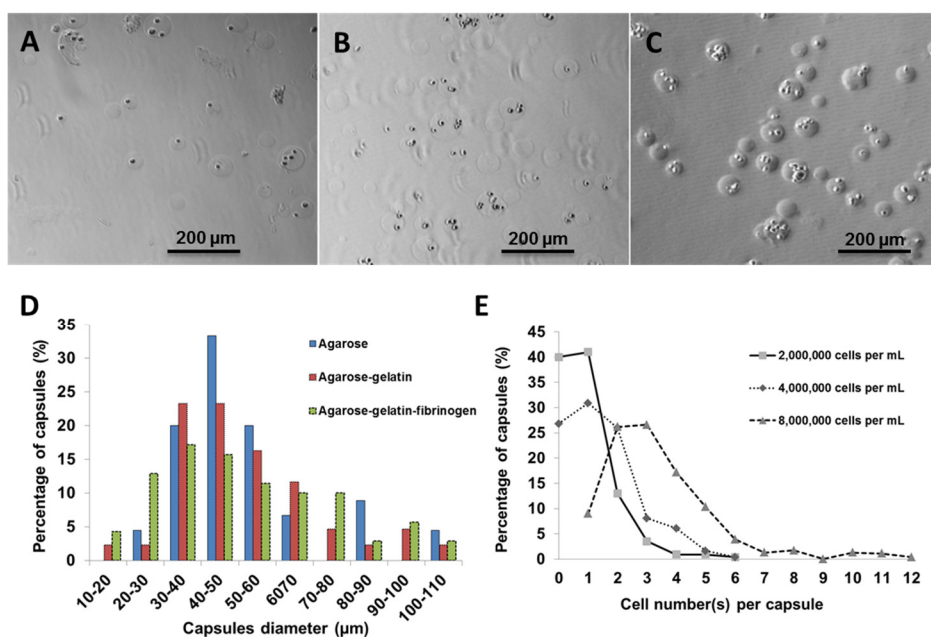 A
B
C
200 µm
200 µm
200 µm
D
E
Percentage of capsules (%)
35
30
25
20
15
10
5
0
Agarose
Agarose-gelatin
Agarose-gelatin-fibrinogen
10-20
20-30
30-40
40-50
50-60
6070
70-80
80-90
90-100
100-110
Capsules diameter (µm)
Percentage of capsules (%)
45
40
35
30
25
20
15
10
5
0
2,000,000 cells per mL
4,000,000 cells per mL
8,000,000 cells per mL
0 1 2 3 4 5 6 7 8 9 10 11 12
Cell number(s) per capsule